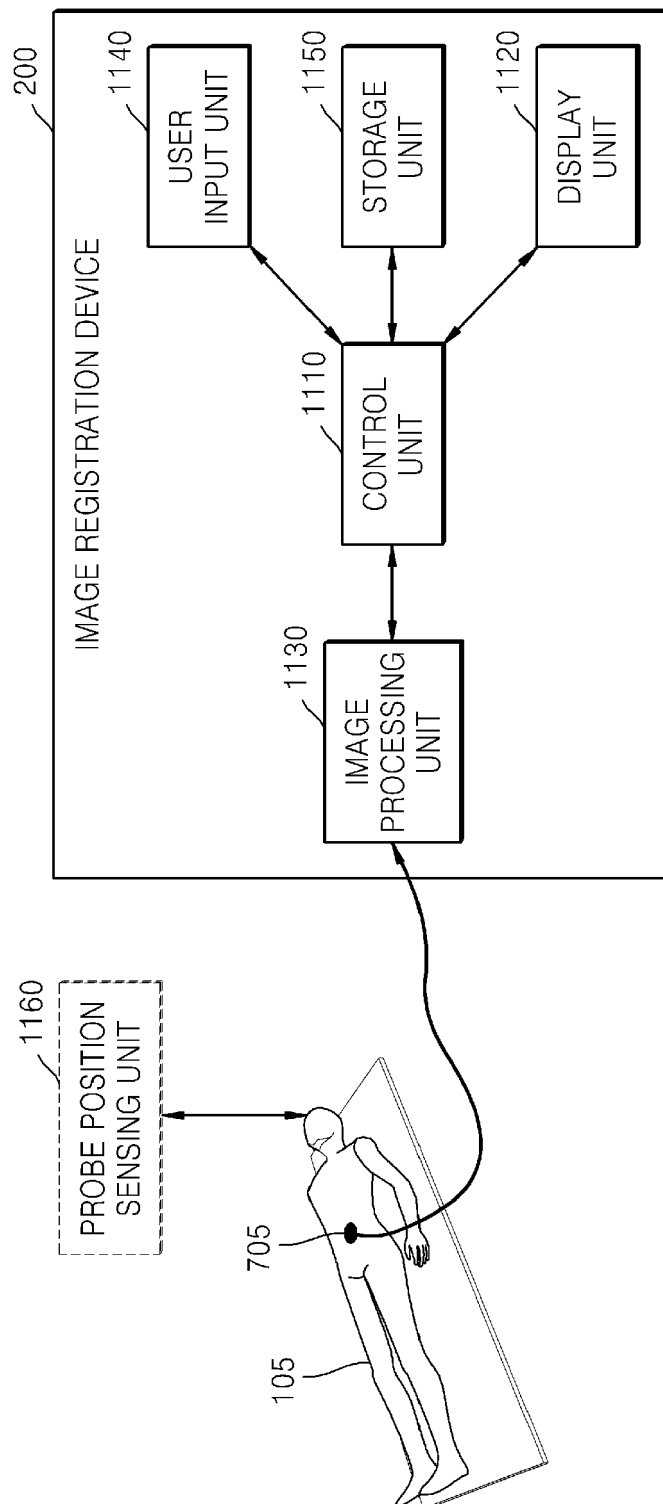 200
IMAGE REGISTRATION DEVICE
1160
PROBE POSITION
SENSING UNIT
705
105
1130
IMAGE
PROCESSING
UNIT
1110
CONTROL
UNIT
1140
USER
INPUT UNIT
1150
STORAGE
UNIT
1120
DISPLAY
UNIT